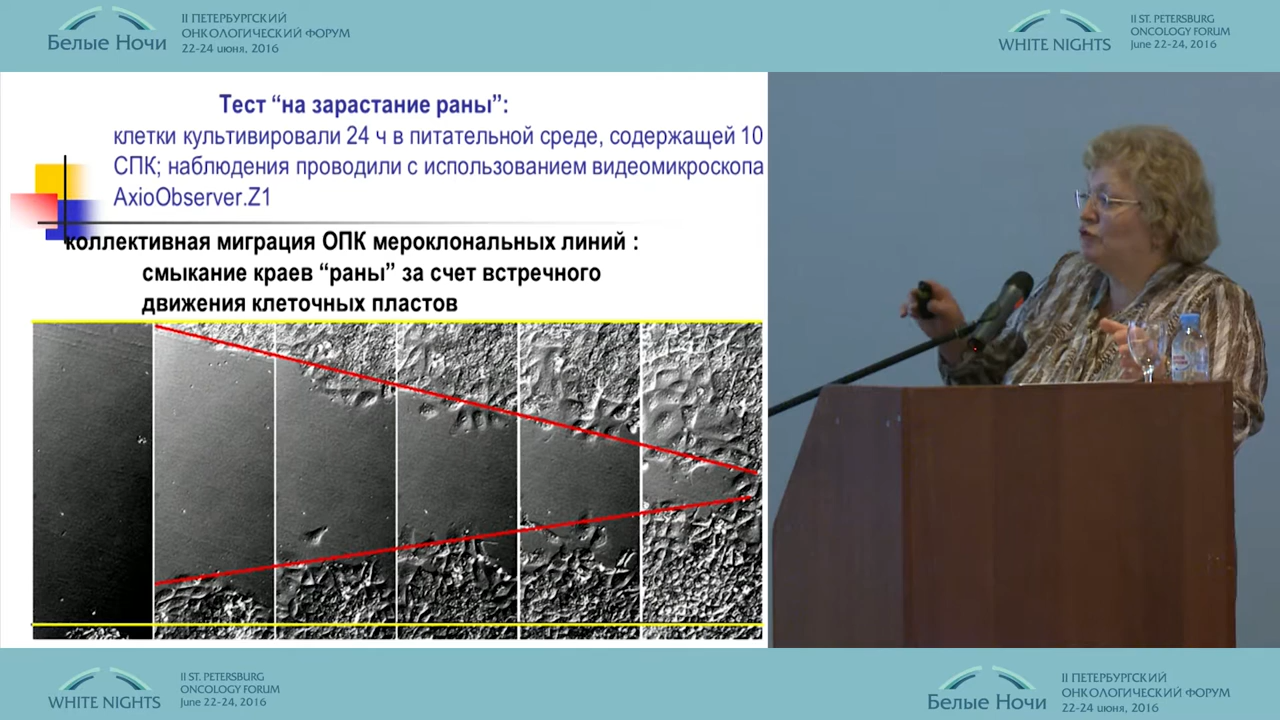 Белые Ночи
II ПЕТЕРБУРГСКИЙ
ОНКОЛОГИЧЕСКИЙ ФОРУМ
22-24 июня, 2016
WHITE NIGHTS
II ST. PETERSBURG
ONCOLOGY FORUM
June 22-24, 2016
Тест “на зарастание раны”:
клетки культивировали 24 ч в питательной среде, содержащей 10
СПК; наблюдения проводили с использованием видеомикроскопа
AxioObserver.Z1
коллективная миграция ОПК мероклональных линий :
смыкание краев “раны” за счет встречного
движения клеточных пластов
WHITE NIGHTS
II ST. PETERSBURG
ONCOLOGY FORUM
June 22-24, 2016
Белые Ночи
II ПЕТЕРБУРГСКИЙ
ОНКОЛОГИЧЕСКИЙ ФОРУМ
22-24 июня, 2016